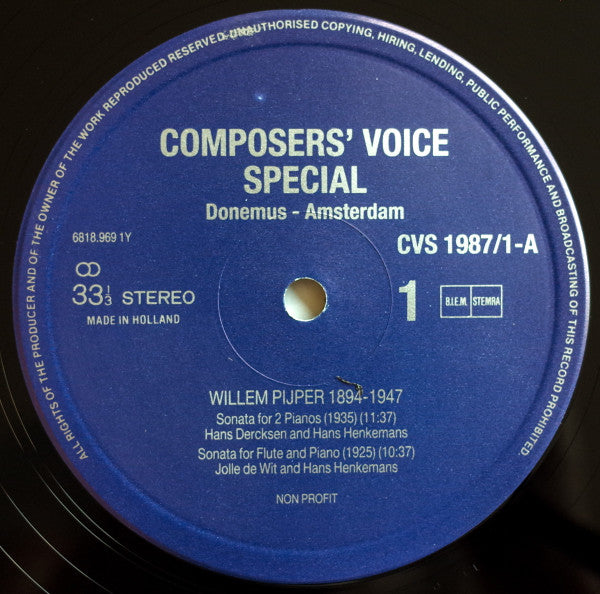 ALL RIGHTS OF THE PRODUCER AND OF THE OWNER OF THE WORK REPRODUCED RESERVED. UNAUTHORISED COPYING, HIRING, LENDING, PUBLIC PERFORMANCE AND BROADCASTING OF THIS RECORD PROHIBITED.
COMPOSERS' VOICE
SPECIAL
Donemus - Amsterdam
6818.969 1Y
CVS 1987/1-A
33 1/3 STEREO
MADE IN HOLLAND
1
B.I.E.M. STEMRA
WILLEM PIJPER 1894-1947
Sonata for 2 Pianos (1935) (11:37)
Hans Dercksen and Hans Henkemans
Sonata for Flute and Piano (1925) (10:37)
Jolle de Wit and Hans Henkemans
NON PROFIT